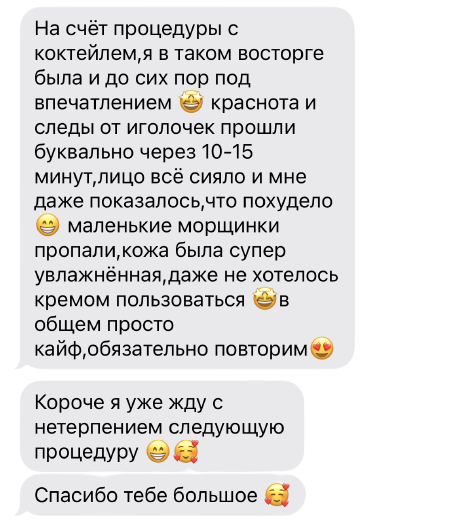 На счёт процедуры с
коктейлем,я в таком восторге
была и до сих пор под
впечатлением 🤩 краснота и
следы от иголочек прошли
буквально через 10-15
минут,лицо всё сияло и мне
даже показалось,что похудело
😁 маленькие морщинки
пропали,кожа была супер
увлажнённая,даже не хотелось
кремом пользоваться 🤩в
общем просто
кайф,обязательно повторим😍
Короче я уже жду с
нетерпением следующую
процедуру 😁🥰
Спасибо тебе большое 🥰